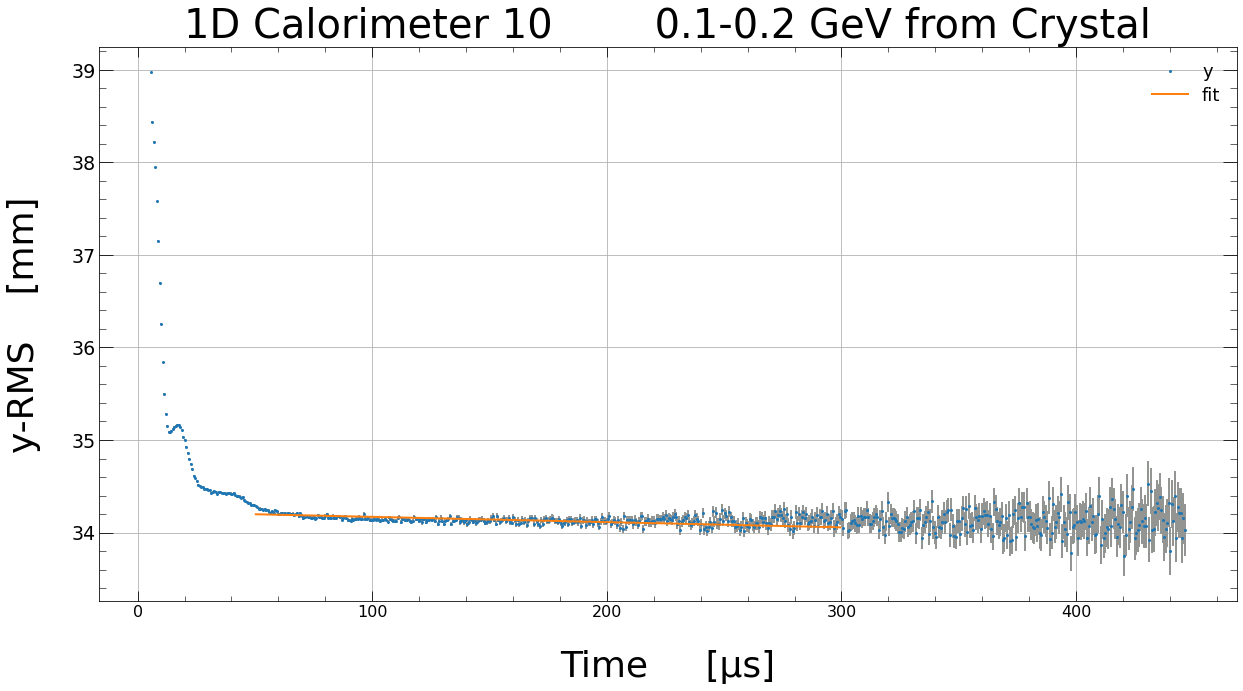 1D Calorimeter 10 0.1-0.2 GeV from Crystal
y
fit
39
38
37
36
35
34
y-RMS [mm]
0 100 200 300 400
Time [μs]